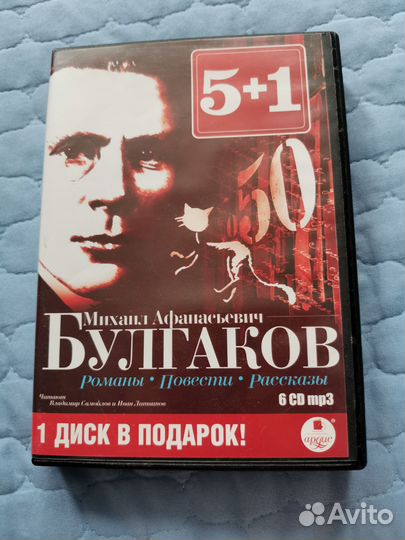 5+1
50
Михаил Афанасьевич
БУЛГАКОВ
Романы • Повести • Рассказы
Читают
Владимир Самойлов и Иван Литвинов
6 CD mp3
1 ДИСК В ПОДАРОК!
ардис
Avito